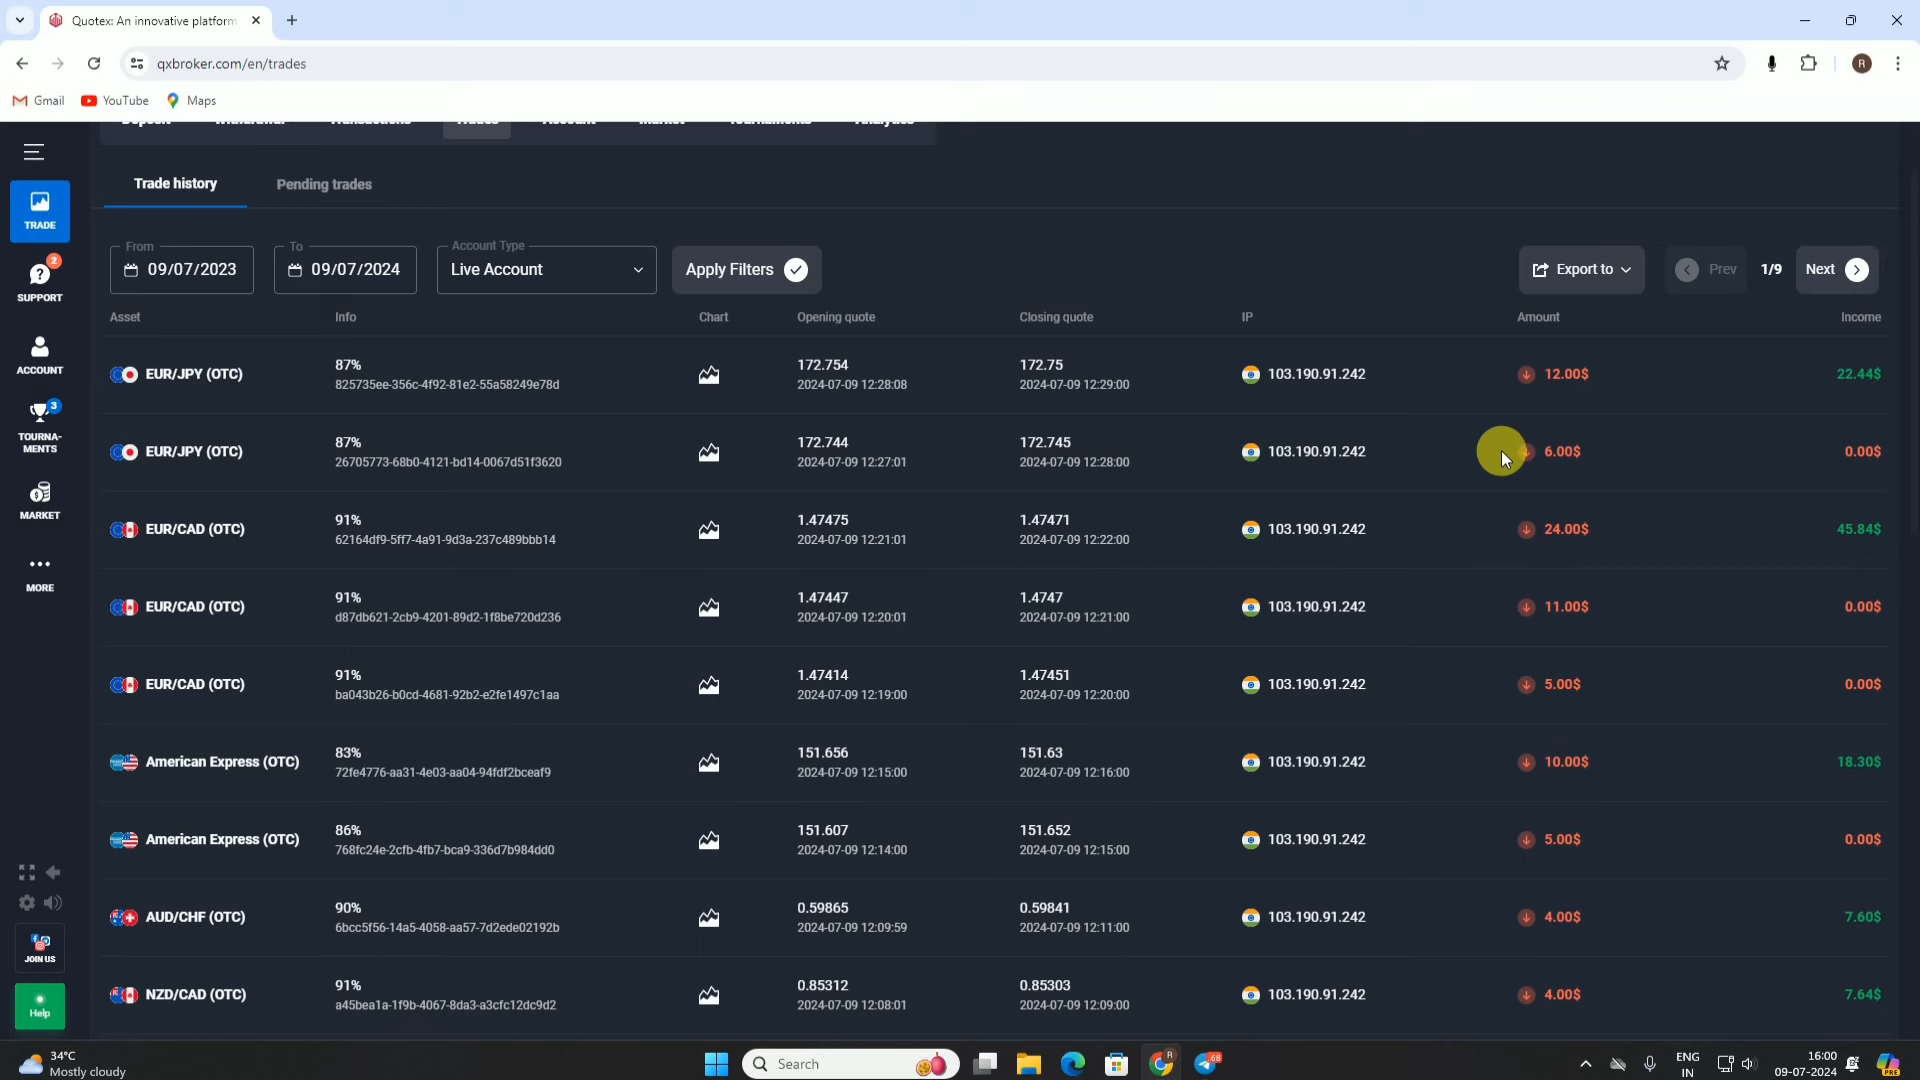 Quotex: An innovative platform
qxbroker.com/en/trades
R
Gmail YouTube Maps
Deposit Withdrawal Transactions Trades Account Market Tournaments Analytics
Trade history Pending trades
TRADE
2
SUPPORT
ACCOUNT
3
TOURNA-
MENTS
MARKET
MORE
JOIN US
Help
From To Account Type
09/07/2023 09/07/2024 Live Account Apply Filters Export to Prev 1/9 Next
Asset Info Chart Opening quote Closing quote IP Amount Income
EUR/JPY (OTC) 87% 172.754 172.75 103.190.91.242 12.00$ 22.44$
825735ee-356c-4f92-81e2-55a58249e78d 2024-07-09 12:28:08 2024-07-09 12:29:00
EUR/JPY (OTC) 87% 172.744 172.745 103.190.91.242 6.00$ 0.00$
26705773-68b0-4121-bd14-0067d51f3620 2024-07-09 12:27:01 2024-07-09 12:28:00
EUR/CAD (OTC) 91% 1.47475 1.47471 103.190.91.242 24.00$ 45.84$
62164df9-5ff7-4a91-9d3a-237c489bbb14 2024-07-09 12:21:01 2024-07-09 12:22:00
EUR/CAD (OTC) 91% 1.47447 1.4747 103.190.91.242 11.00$ 0.00$
d87db621-2cb9-4201-89d2-1f8be720d236 2024-07-09 12:20:01 2024-07-09 12:21:00
EUR/CAD (OTC) 91% 1.47414 1.47451 103.190.91.242 5.00$ 0.00$
ba043b26-b0cd-4681-92b2-e2fe1497c1aa 2024-07-09 12:19:00 2024-07-09 12:20:00
American Express (OTC) 83% 151.656 151.63 103.190.91.242 10.00$ 18.30$
72fe4776-aa31-4e03-aa04-94fdf2bceaf9 2024-07-09 12:15:00 2024-07-09 12:16:00
American Express (OTC) 86% 151.607 151.652 103.190.91.242 5.00$ 0.00$
768fc24e-2cfb-4fb7-bca9-336d7b984dd0 2024-07-09 12:14:00 2024-07-09 12:15:00
AUD/CHF (OTC) 90% 0.59865 0.59841 103.190.91.242 4.00$ 7.60$
6bcc5f56-14a5-4058-aa57-7d2ede02192b 2024-07-09 12:09:59 2024-07-09 12:11:00
NZD/CAD (OTC) 91% 0.85312 0.85303 103.190.91.242 4.00$ 7.64$
a45bea1a-1f9b-4067-8da3-a3cfc12dc9d2 2024-07-09 12:08:01 2024-07-09 12:09:00
34°C
Mostly cloudy
Search
R
68
ENG
IN
16:00
09-07-2024
PRE